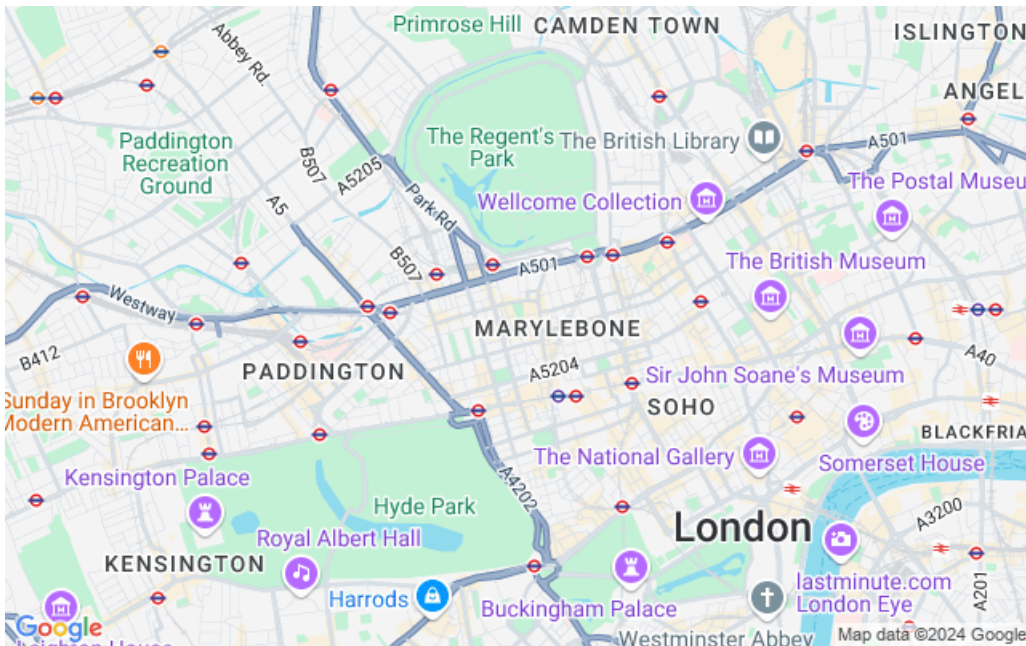 Primrose Hill
CAMDEN TOWN
ISLINGTON
Abbey Rd.
ANGEL
Paddington
Recreation
Ground
B507
A5205
The Regent's
Park
The British Library
A501
The Postal Museu
A5
Park Rd
Wellcome Collection
B507
A501
The British Museum
Westway
MARYLEBONE
B412
PADDINGTON
A5204
A40
Sir John Soane's Museum
Sunday in Brooklyn
Modern American...
SOHO
BLACKFRIA
Kensington Palace
The National Gallery
Somerset House
A4202
Hyde Park
London
A3200
Royal Albert Hall
KENSINGTON
Harrods
Buckingham Palace
lastminute.com
London Eye
A201
Google
Westminster Abbey
Map data ©2024 Google
House